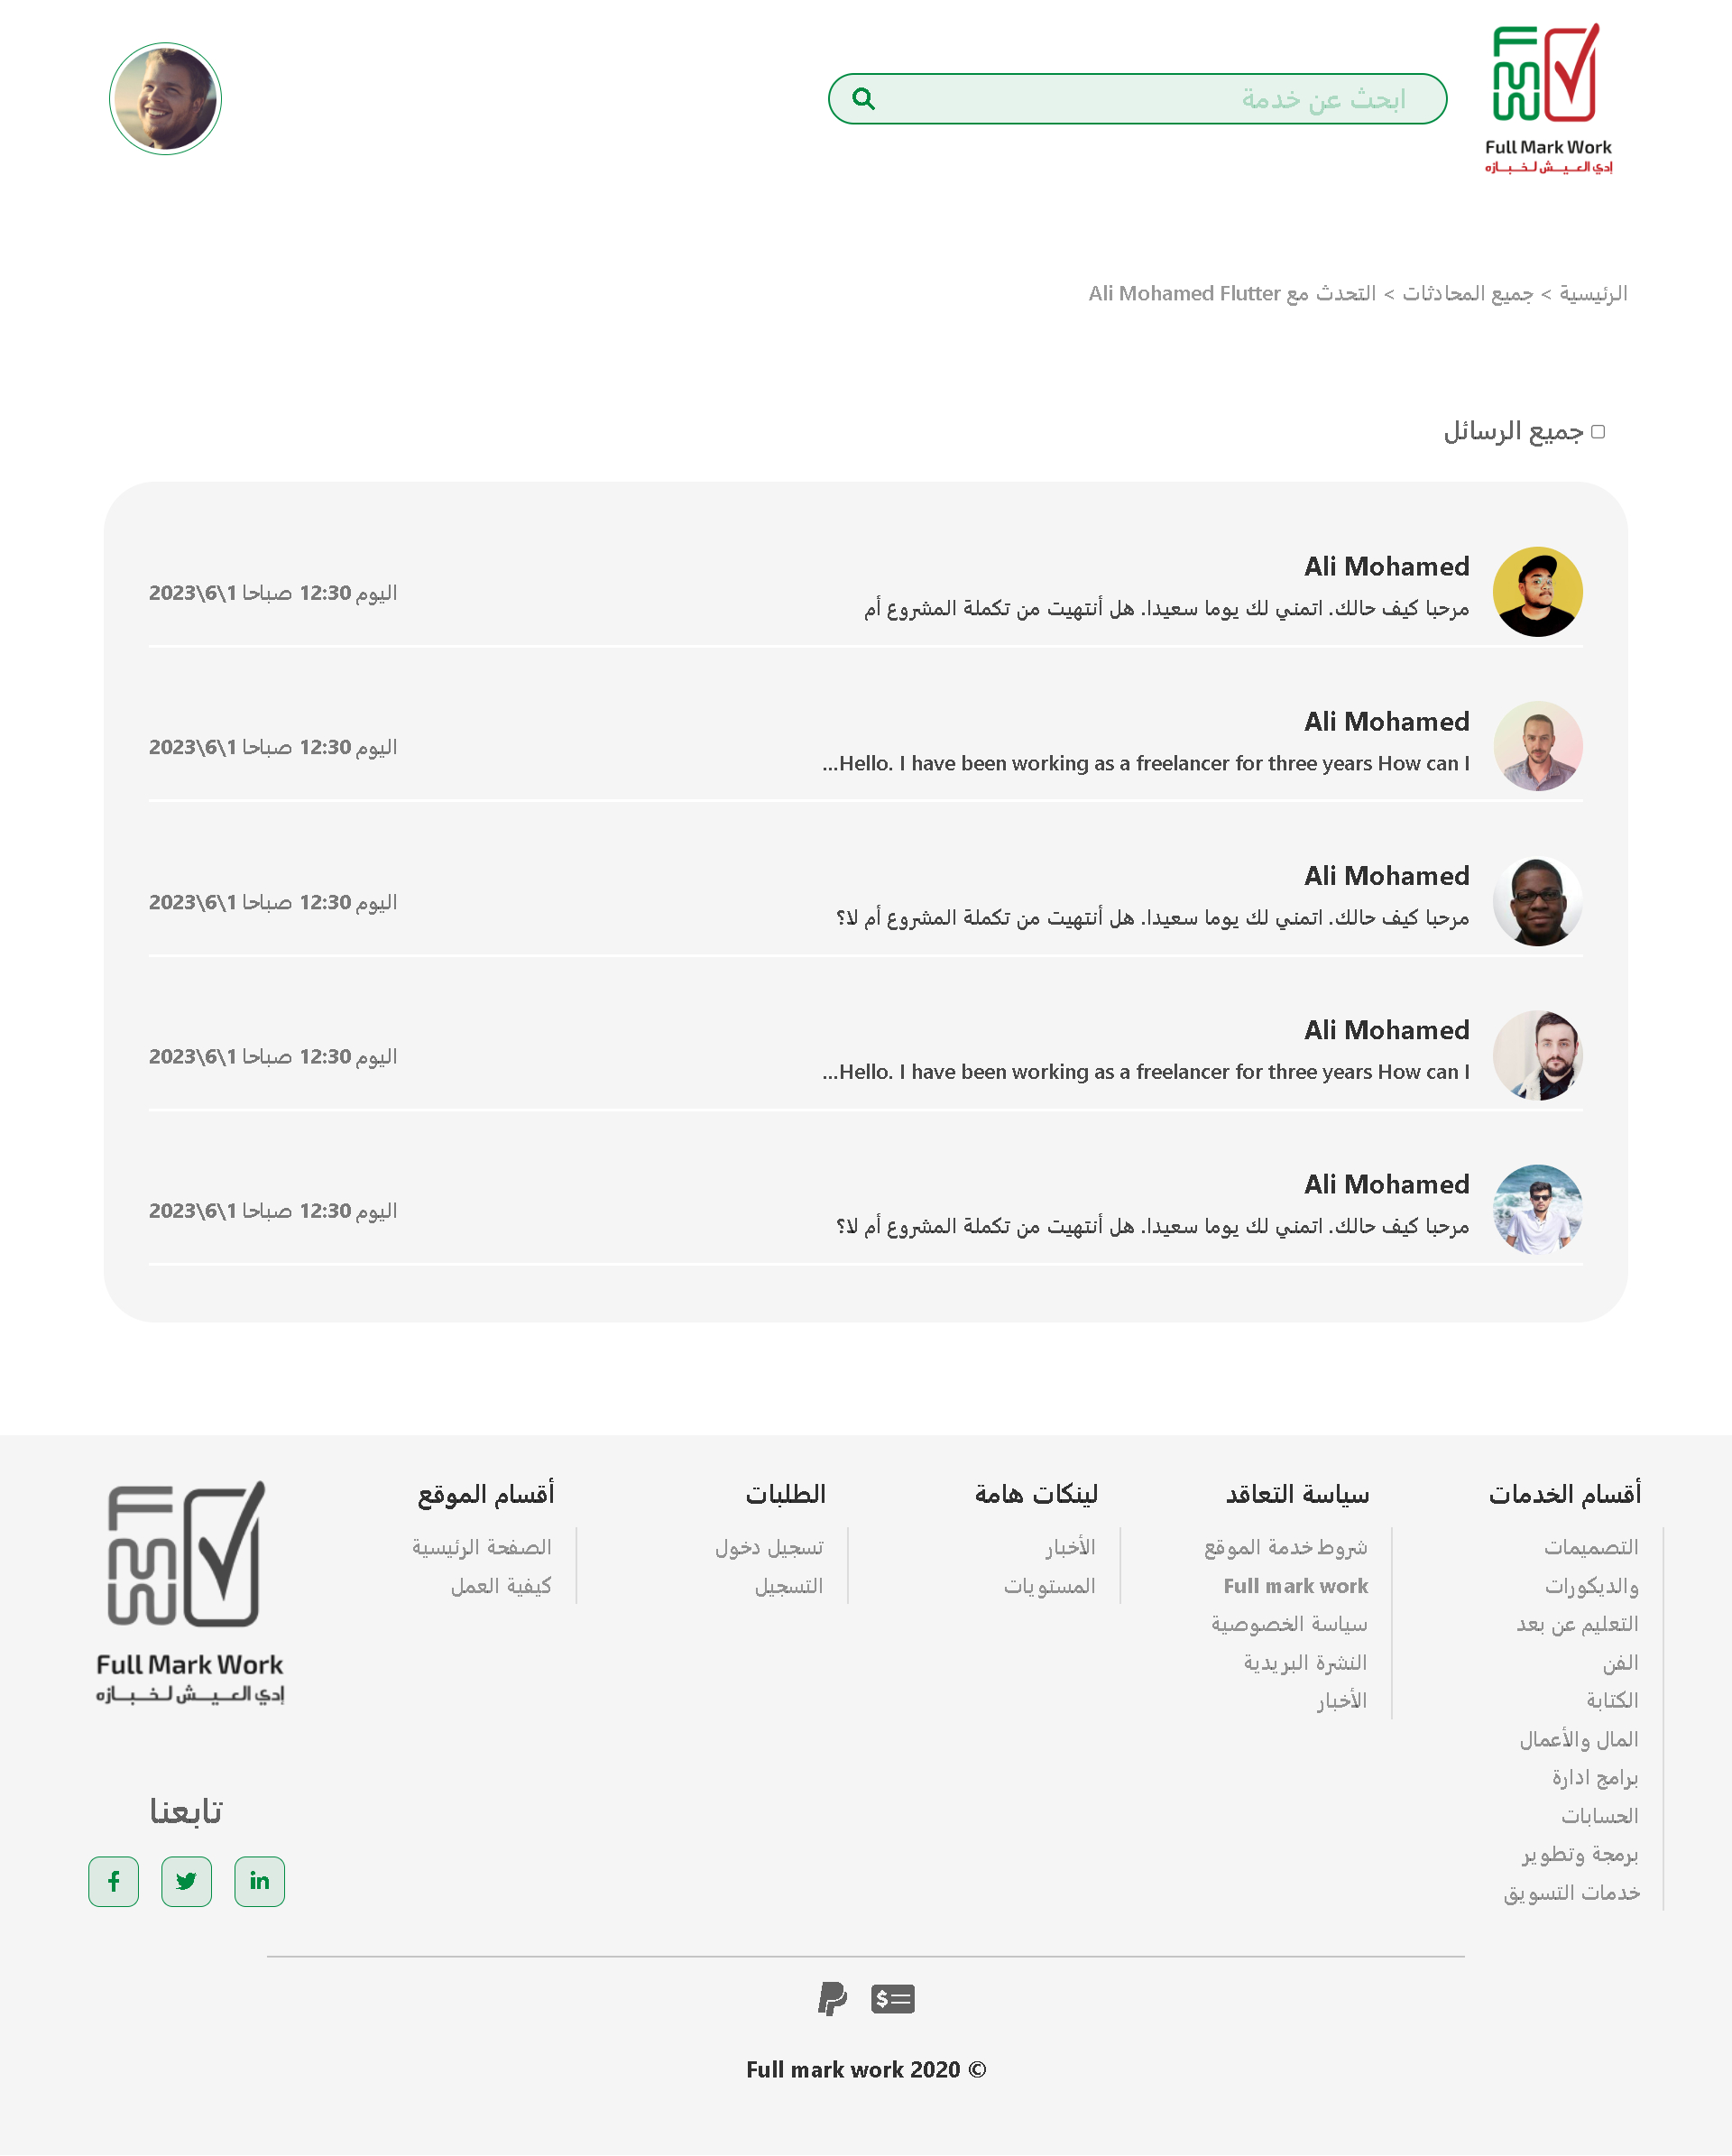 Full Mark Work
إدي العيش لخبازه
ابحث عن خدمة
الرئيسية > جميع المحادثات > التحدث مع Ali Mohamed Flutter
جميع الرسائل
Ali Mohamed
مرحبا كيف حالك. اتمني لك يوما سعيدا. هل أنتهيت من تكملة المشروع أم
اليوم 12:30 صباحا 1\6\2023
Ali Mohamed
Hello. I have been working as a freelancer for three years How can I...
اليوم 12:30 صباحا 1\6\2023
Ali Mohamed
مرحبا كيف حالك. اتمني لك يوما سعيدا. هل أنتهيت من تكملة المشروع أم لا؟
اليوم 12:30 صباحا 1\6\2023
Ali Mohamed
Hello. I have been working as a freelancer for three years How can I...
اليوم 12:30 صباحا 1\6\2023
Ali Mohamed
مرحبا كيف حالك. اتمني لك يوما سعيدا. هل أنتهيت من تكملة المشروع أم لا؟
اليوم 12:30 صباحا 1\6\2023
أقسام الخدمات
التصميمات
والديكورات
التعليم عن بعد
الفن
الكتابة
المال والأعمال
برامج ادارة
الحسابات
برمجة وتطوير
خدمات التسويق
سياسة التعاقد
شروط خدمة الموقع
Full mark work
سياسة الخصوصية
النشرة البريدية
الأخبار
لينكات هامة
الأخبار
المستويات
الطلبات
تسجيل دخول
التسجيل
أقسام الموقع
الصفحة الرئيسية
كيفية العمل
Full Mark Work
إدي العيش لخبازه
تابعنا
Full mark work 2020 ©